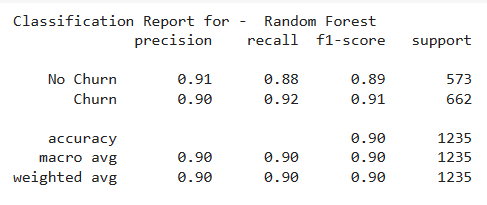 Classification Report for -  Random Forest
precision recall f1-score support
No Churn 0.91 0.88 0.89 573
Churn 0.90 0.92 0.91 662
accuracy 0.90 1235
macro avg 0.90 0.90 0.90 1235
weighted avg 0.90 0.90 0.90 1235